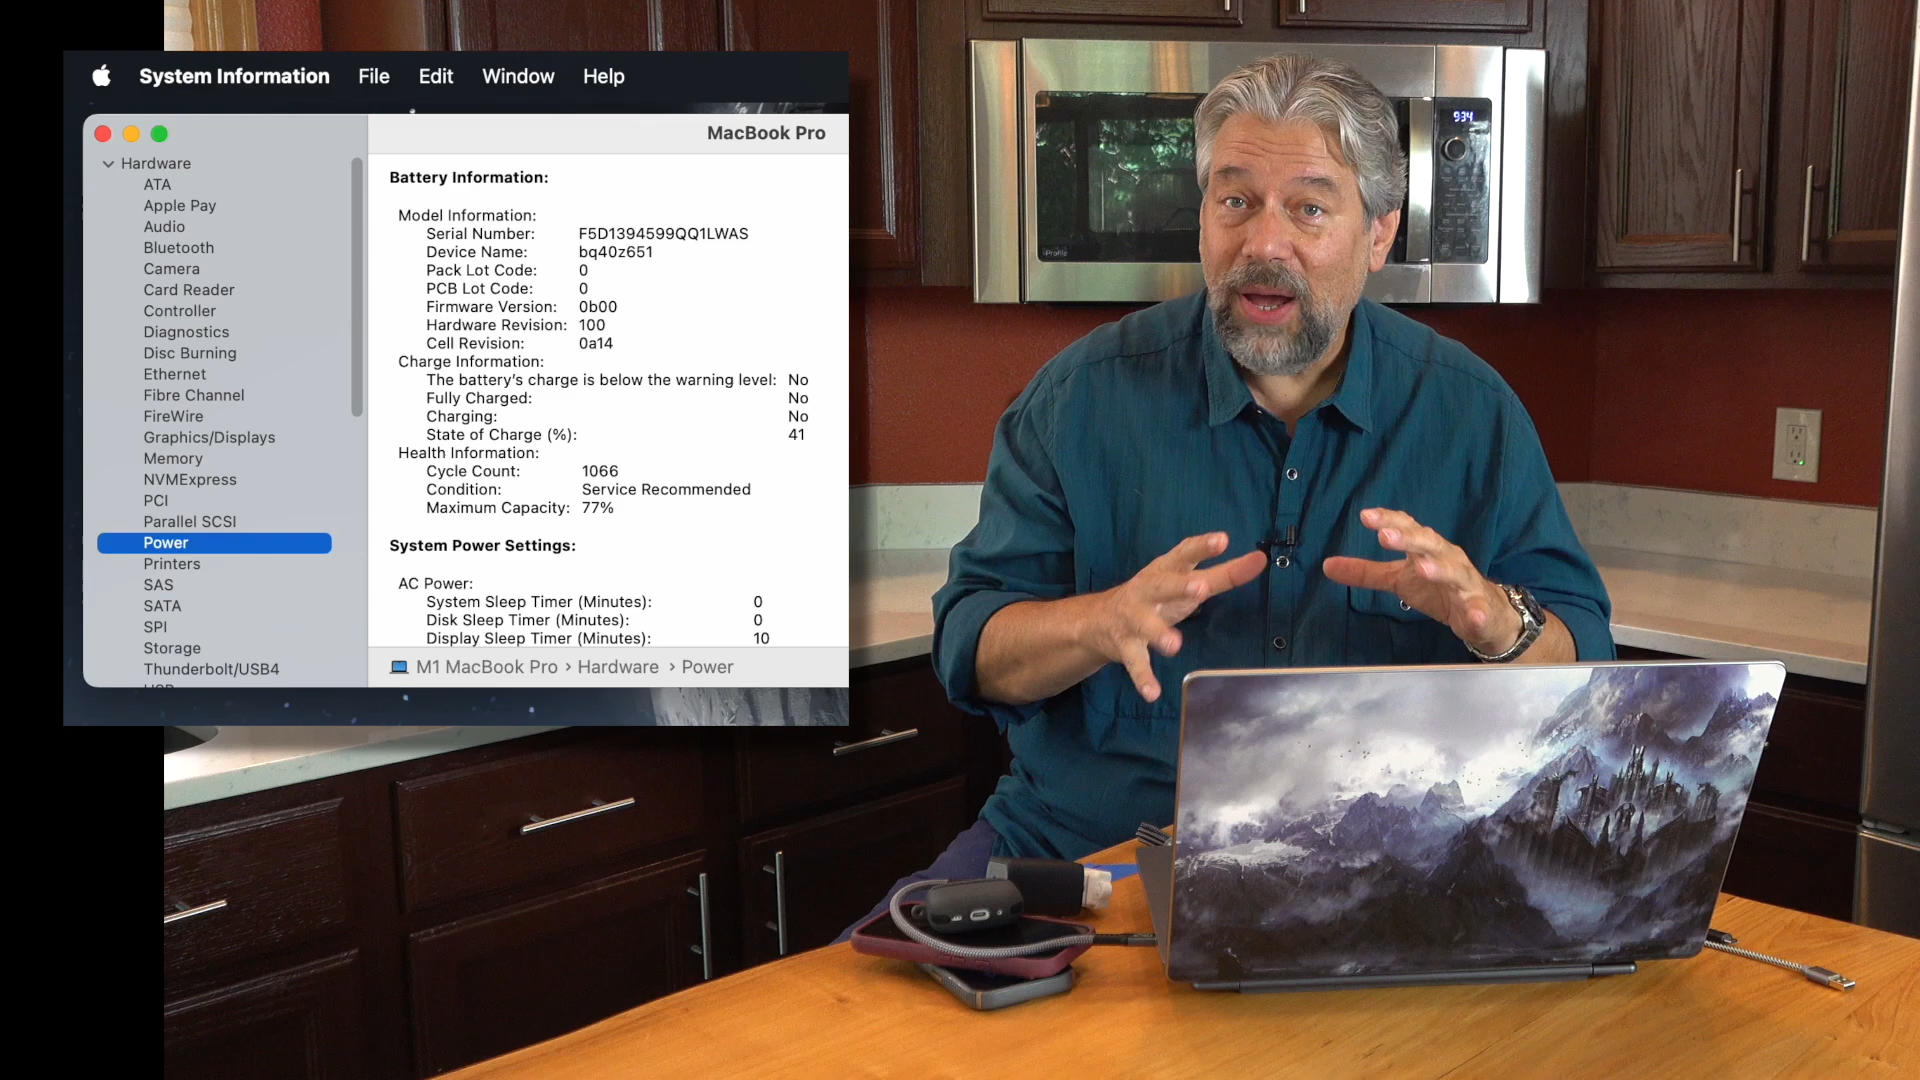 System Information File Edit Window Help
MacBook Pro
Hardware
ATA
Apple Pay
Audio
Bluetooth
Camera
Card Reader
Controller
Diagnostics
Disc Burning
Ethernet
Fibre Channel
FireWire
Graphics/Displays
Memory
NVMExpress
PCI
Parallel SCSI
Power
Printers
SAS
SATA
SPI
Storage
Thunderbolt/USB4
Battery Information:
Model Information:
Serial Number: F5D1394599QQ1LWAS
Device Name: bq40z651
Pack Lot Code: 0
PCB Lot Code: 0
Firmware Version: 0b00
Hardware Revision: 100
Cell Revision: 0a14
Charge Information:
The battery's charge is below the warning level: No
Fully Charged: No
Charging: No
State of Charge (%): 41
Health Information:
Cycle Count: 1066
Condition: Service Recommended
Maximum Capacity: 77%
System Power Settings:
AC Power:
System Sleep Timer (Minutes): 0
Disk Sleep Timer (Minutes): 0
Display Sleep Timer (Minutes): 10
M1 MacBook Pro › Hardware › Power
934
Profile